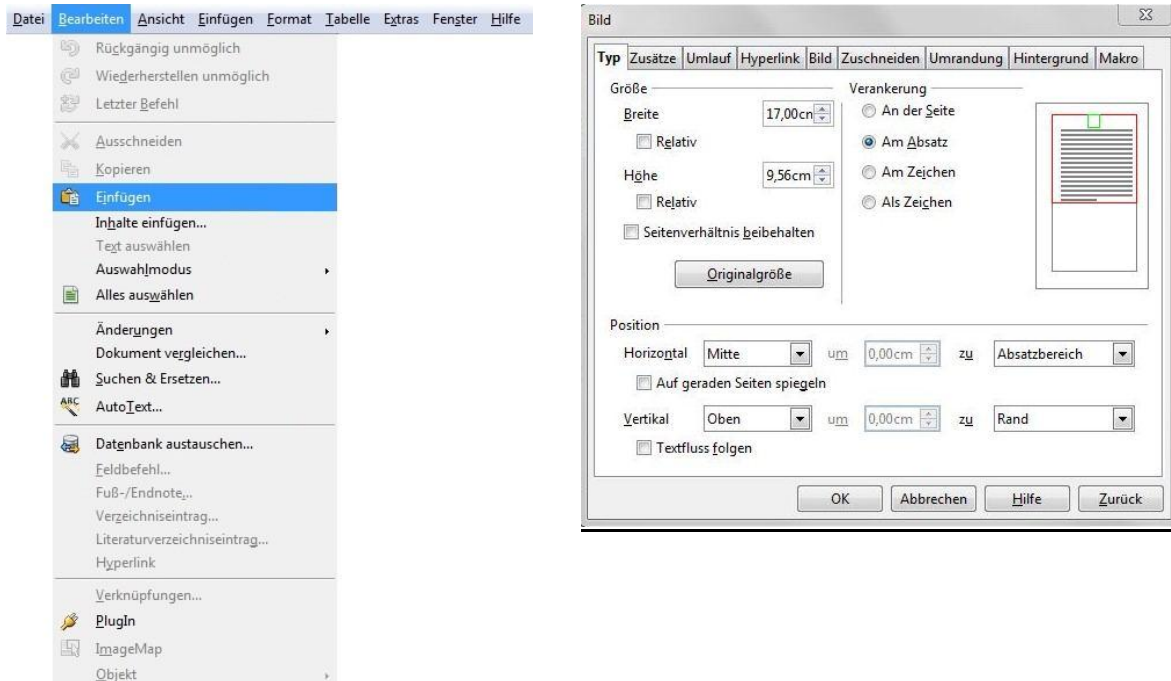 Datei Bearbeiten Ansicht Einfügen Format Tabelle Extras Fenster Hilfe
Rückgängig unmöglich
Wiederherstellen unmöglich
Letzter Befehl
Ausschneiden
Kopieren
Einfügen
Inhalte einfügen...
Text auswählen
Auswahlmodus
Alles auswählen
Änderungen
Dokument vergleichen...
Suchen & Ersetzen...
ABC
AutoText...
Datenbank austauschen...
Feldbefehl...
Fuß-/Endnote...
Verzeichniseintrag...
Literaturverzeichniseintrag...
Hyperlink
Verknüpfungen...
PlugIn
ImageMap
Objekt
Bild
Typ Zusätze Umlauf Hyperlink Bild Zuschneiden Umrandung Hintergrund Makro
Größe
Breite 17,00cm
Relativ
Höhe 9,56cm
Relativ
Seitenverhältnis beibehalten
Originalgröße
Verankerung
An der Seite
Am Absatz
Am Zeichen
Als Zeichen
Position
Horizontal Mitte um 0,00cm zu Absatzbereich
Auf geraden Seiten spiegeln
Vertikal Oben um 0,00cm zu Rand
Textfluss folgen
OK Abbrechen Hilfe Zurück